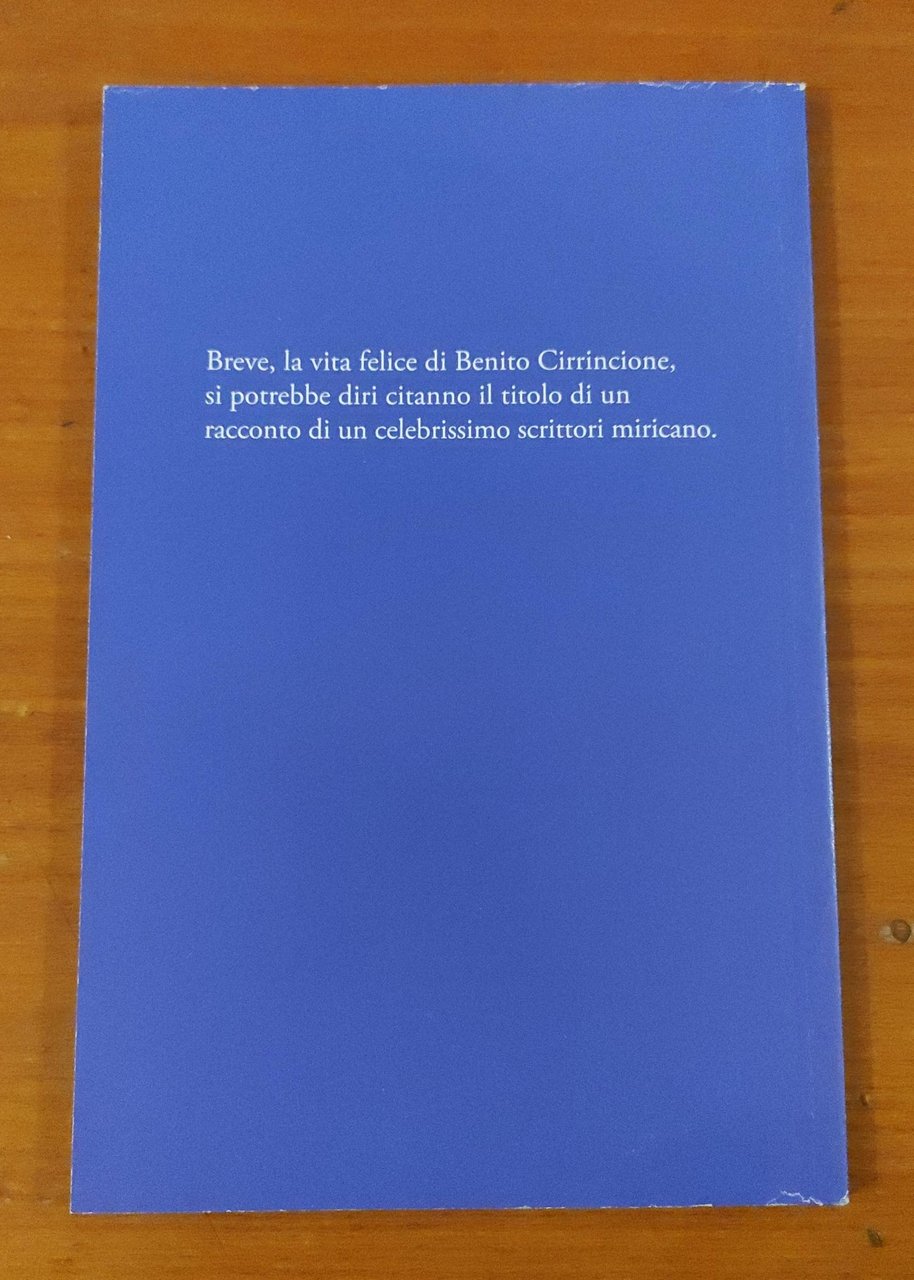 Breve, la vita felice di Benito Cirrincione,
si potrebbe diri citanno il titolo di un
racconto di un celebrissimo scrittori miricano.